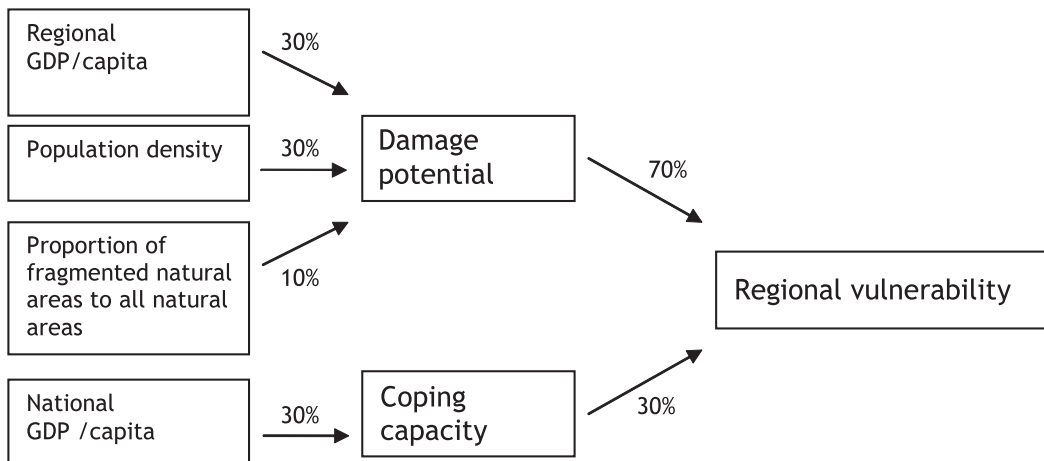 Regional
GDP/capita
30%
Population density
30%
Damage
potential
70%
Proportion of
fragmented natural
areas to all natural
areas
10%
Regional vulnerability
National
GDP /capita
30%
Coping
capacity
30%